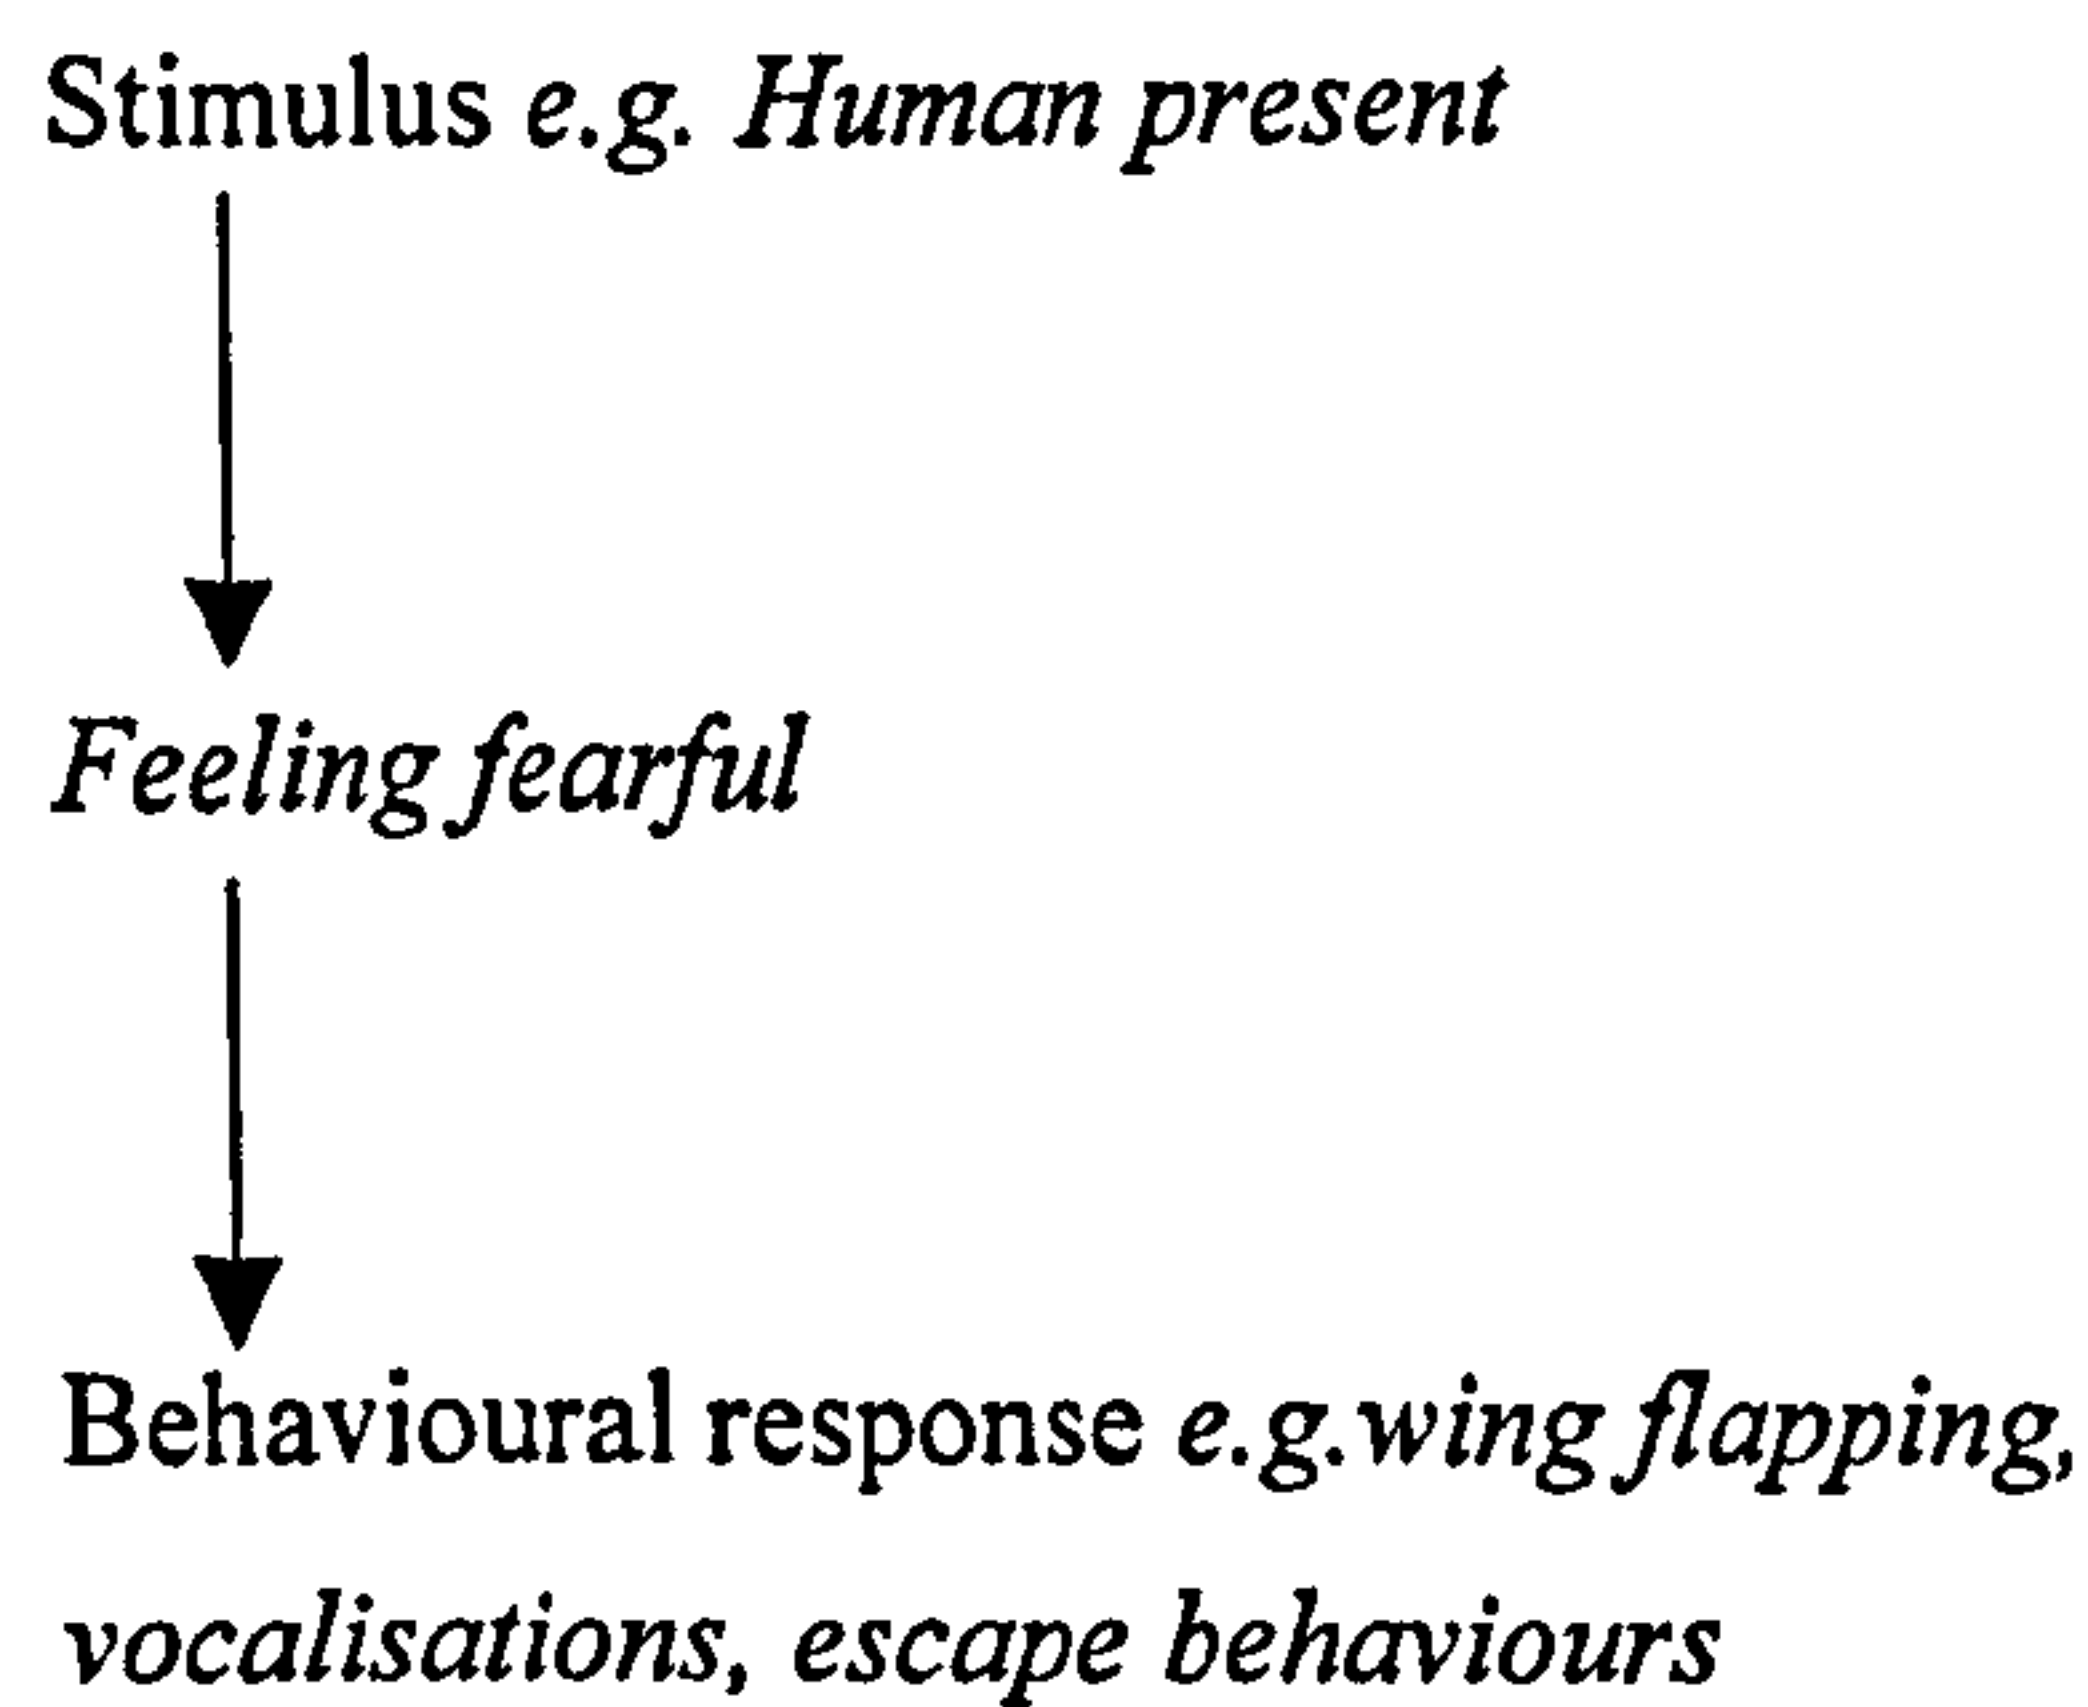 Stimulus e.g. Human present
Feeling fearful
Behavioural response e.g.wing flapping,
vocalisations, escape behaviours